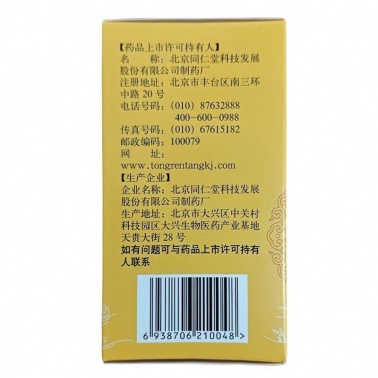 【药品上市许可持有人】
名　　称：北京同仁堂科技发展
股份有限公司制药厂
注册地址：北京市丰台区南三环
中路 20 号
电话号码：（010）87632888
400-600-0988
传真号码：（010）67615182
邮政编码：100079
网　　址：
www.tongrentangkj.com
【生产企业】
企业名称：北京同仁堂科技发展
股份有限公司制药厂
生产地址：北京市大兴区中关村
科技园区大兴生物医药产业基地
天贵大街 28 号
如有问题可与药品上市许可持有
人联系
6 938706 210048 >